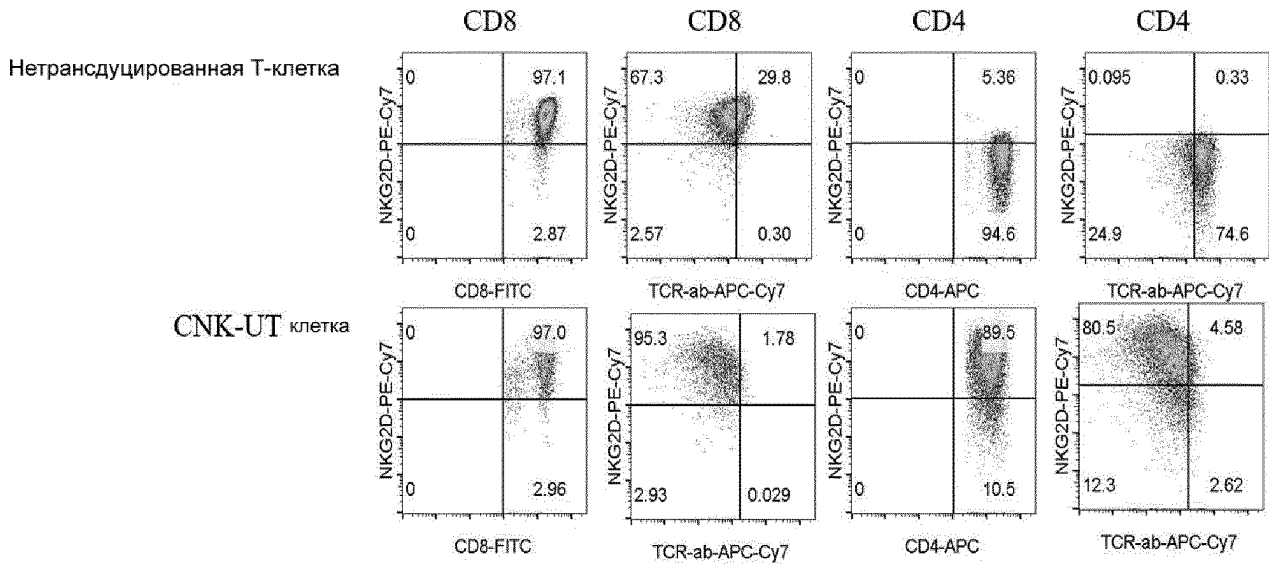 CD8 CD8 CD4 CD4
Нетрансдуцированная Т-клетка
NKG2D-PE-Cy7
0 97.1
0 2.87
CD8-FITC
NKG2D-PE-Cy7
67.3 29.8
2.57 0.30
TCR-ab-APC-Cy7
NKG2D-PE-Cy7
0 5.36
0 94.6
CD4-APC
NKG2D-PE-Cy7
0.095 0.33
24.9 74.6
TCR-ab-APC-Cy7
CNK-UT клетка
NKG2D-PE-Cy7
0 97.0
0 2.96
CD8-FITC
NKG2D-PE-Cy7
95.3 1.78
2.93 0.029
TCR-ab-APC-Cy7
NKG2D-PE-Cy7
0 89.5
0 10.5
CD4-APC
NKG2D-PE-Cy7
80.5 4.58
12.3 2.62
TCR-ab-APC-Cy7